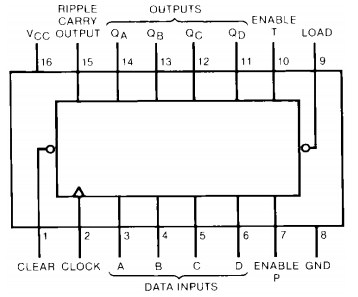 RIPPLE
CARRY
OUTPUT
OUTPUTS
ENABLE
T
LOAD
VCC
QA
QB
QC
QD
16
15
14
13
12
11
10
9
1
2
3
4
5
6
7
8
CLEAR
CLOCK
A
B
C
D
ENABLE
P
GND
DATA INPUTS